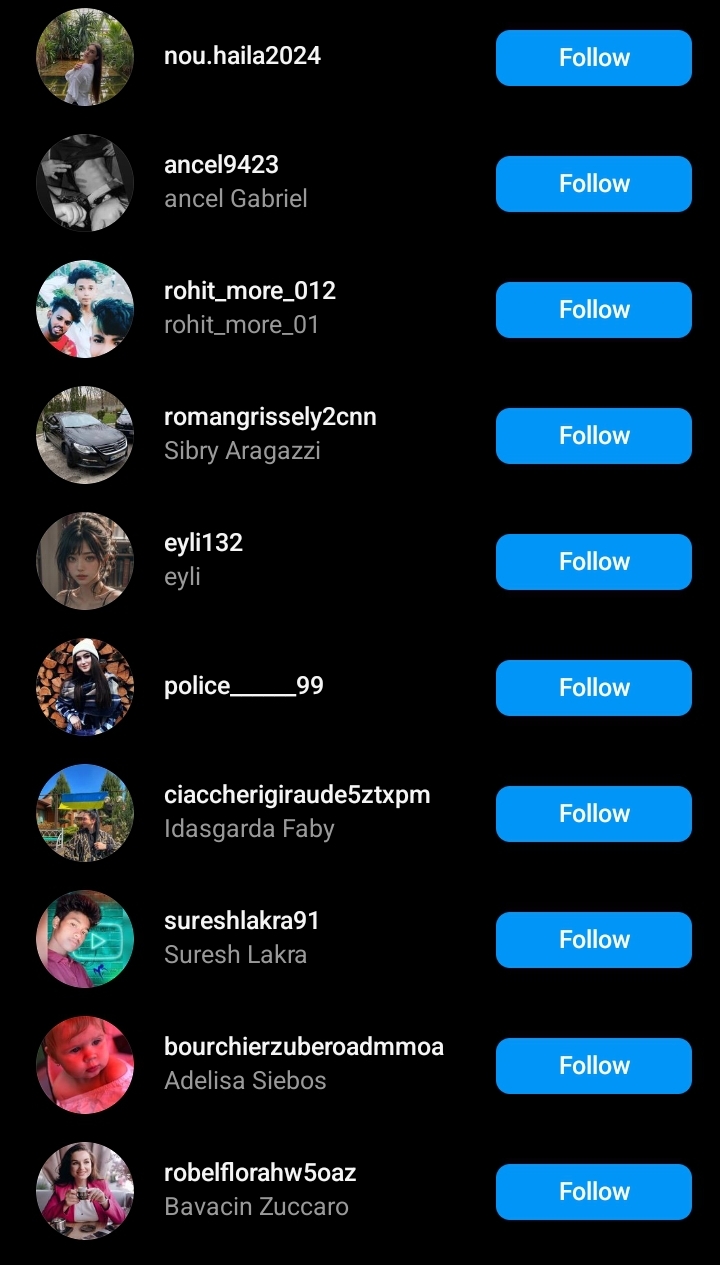 nou.haila2024
Follow
ancel9423
ancel Gabriel
Follow
rohit_more_012
rohit_more_01
Follow
romangrissely2cnn
Sibry Aragazzi
Follow
eyli132
eyli
Follow
police______99
Follow
ciaccherigiraude5ztxpm
Idasgarda Faby
Follow
sureshlakra91
Suresh Lakra
Follow
bourchierzuberoadmmoa
Adelisa Siebos
Follow
robelflorahw5oaz
Bavacin Zuccaro
Follow